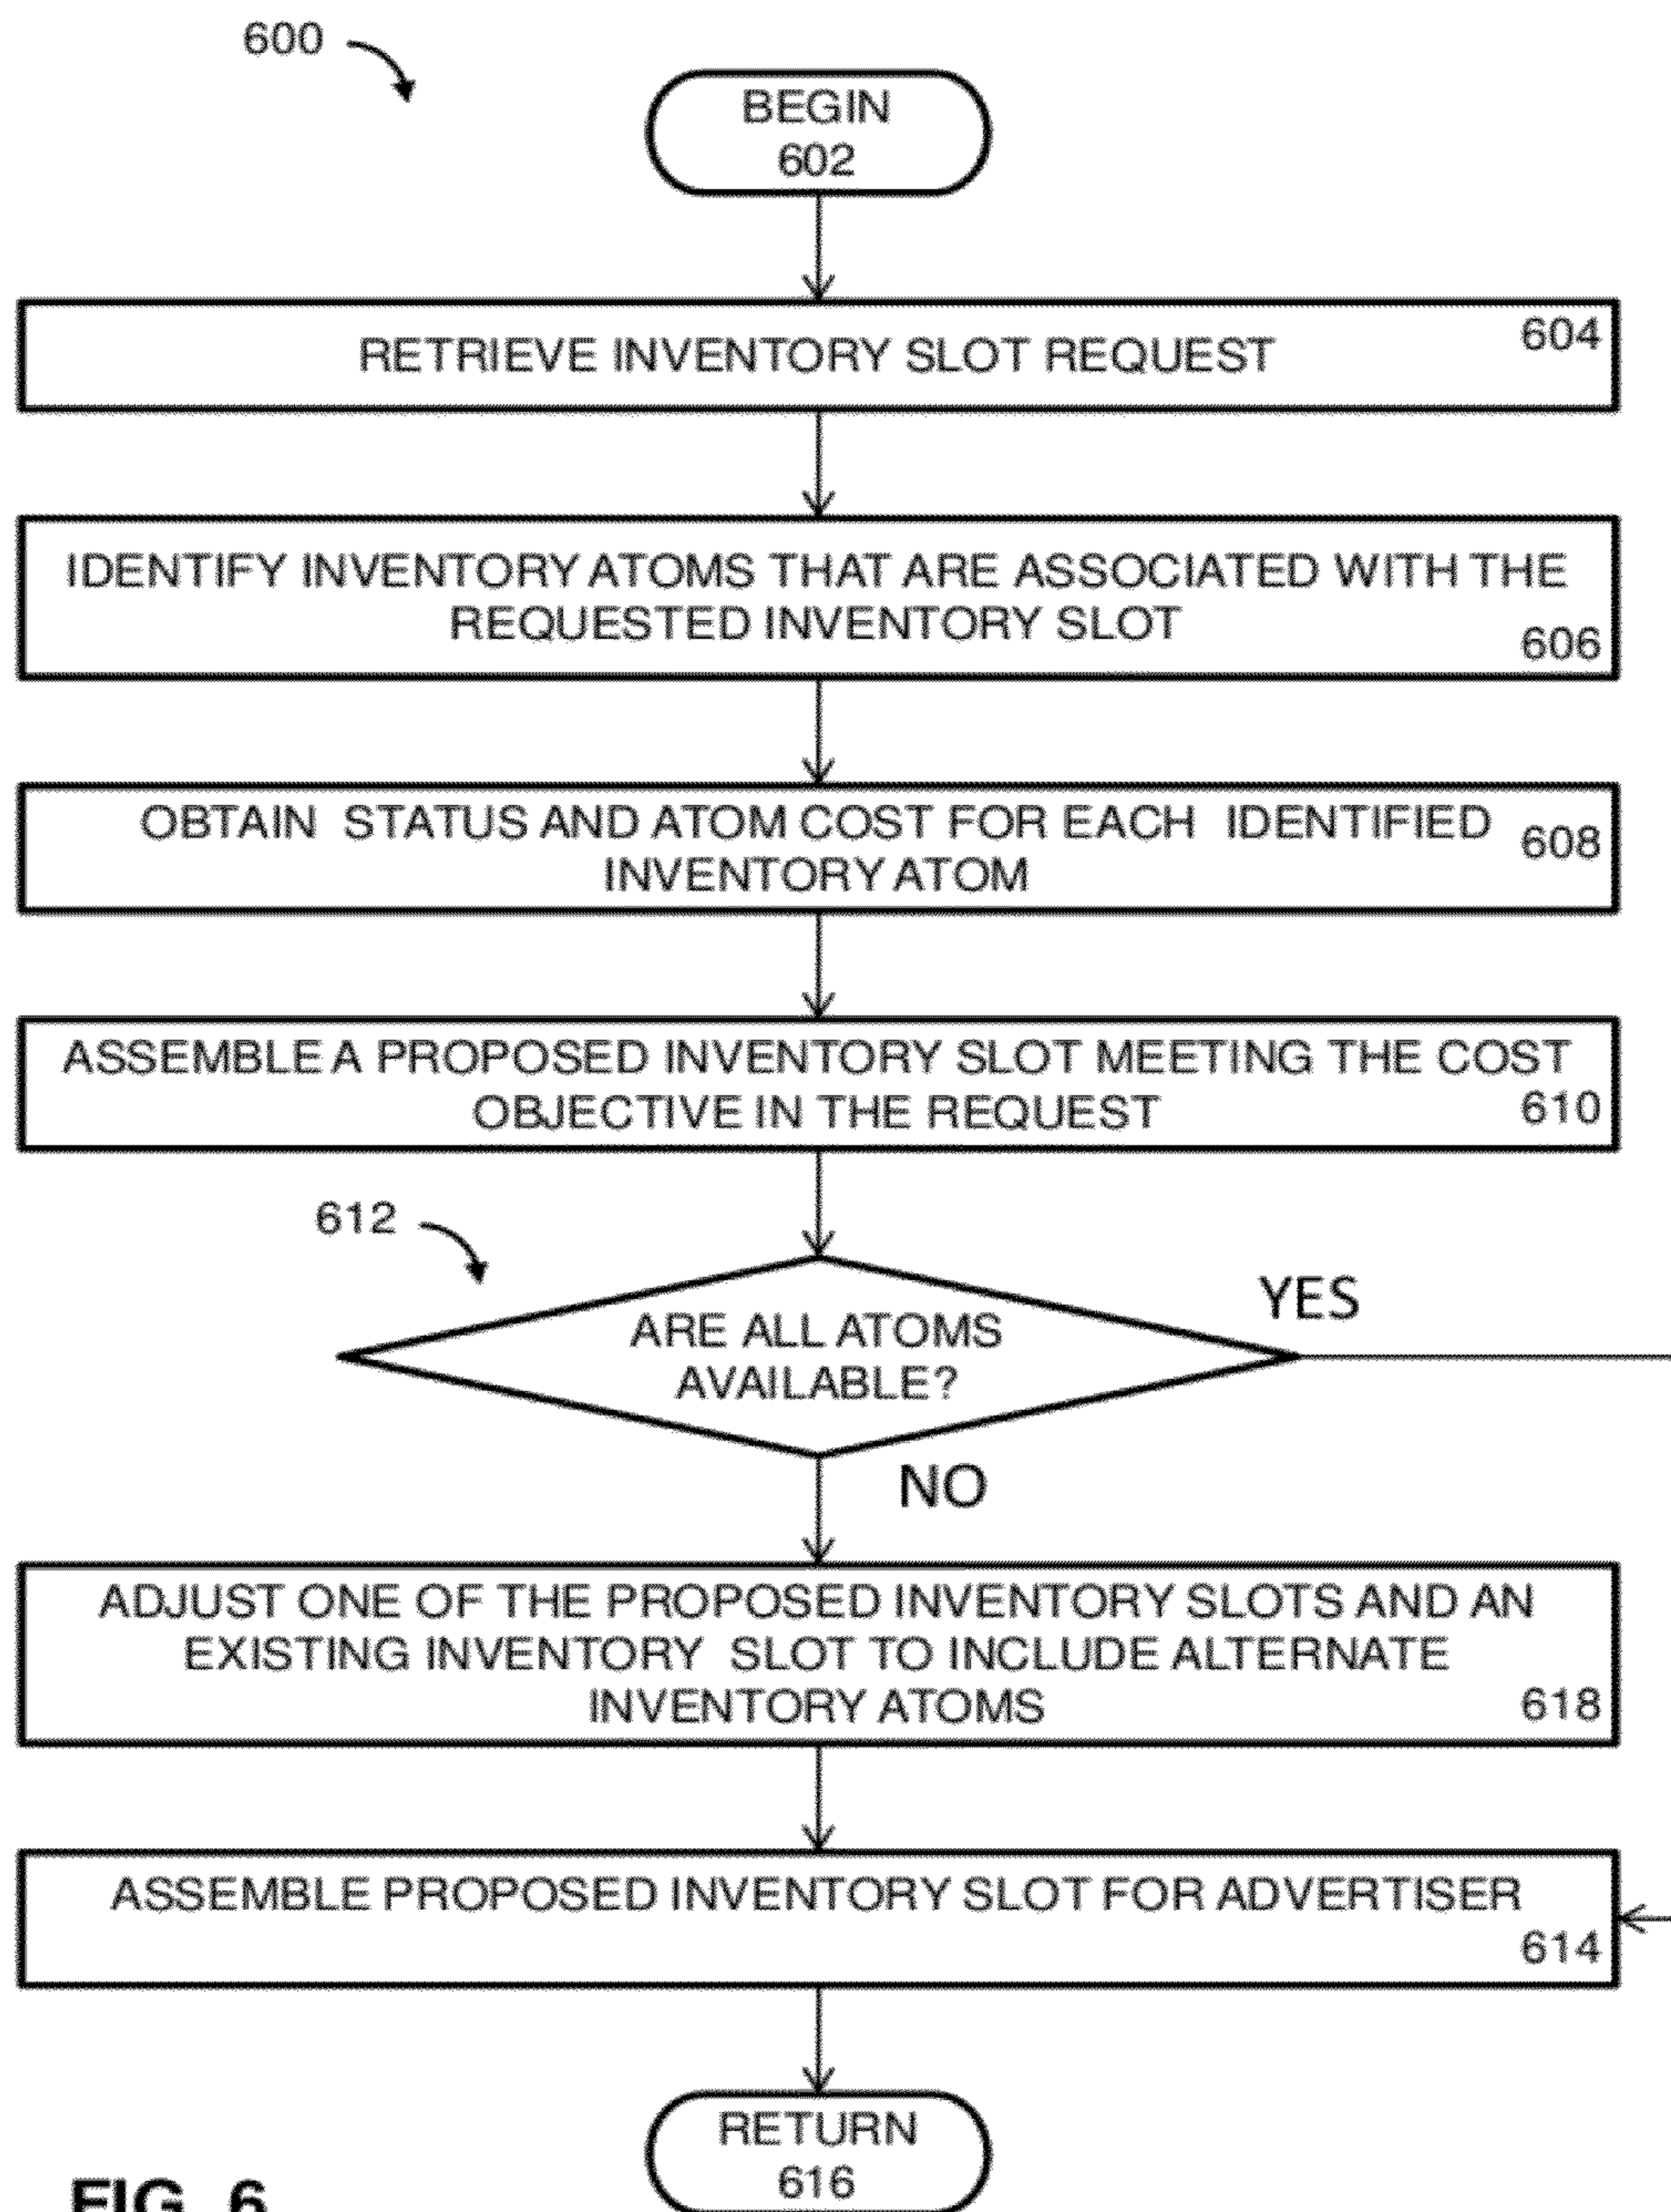 600
BEGIN
602
RETRIEVE INVENTORY SLOT REQUEST
604
IDENTIFY INVENTORY ATOMS THAT ARE ASSOCIATED WITH THE
REQUESTED INVENTORY SLOT
606
OBTAIN STATUS AND ATOM COST FOR EACH IDENTIFIED
608
INVENTORY ATOM
ASSEMBLE A PROPOSED INVENTORY SLOT MEETING THE COST
OBJECTIVE IN THE REQUEST
610
612
ARE ALL ATOMS
AVAILABLE?
YES
NO
ADJUST ONE OF THE PROPOSED INVENTORY SLOTS AND AN
EXISTING INVENTORY SLOT TO INCLUDE ALTERNATE
INVENTORY ATOMS
618
ASSEMBLE PROPOSED INVENTORY SLOT FOR ADVERTISER
614
RETURN
616
FIG. 6